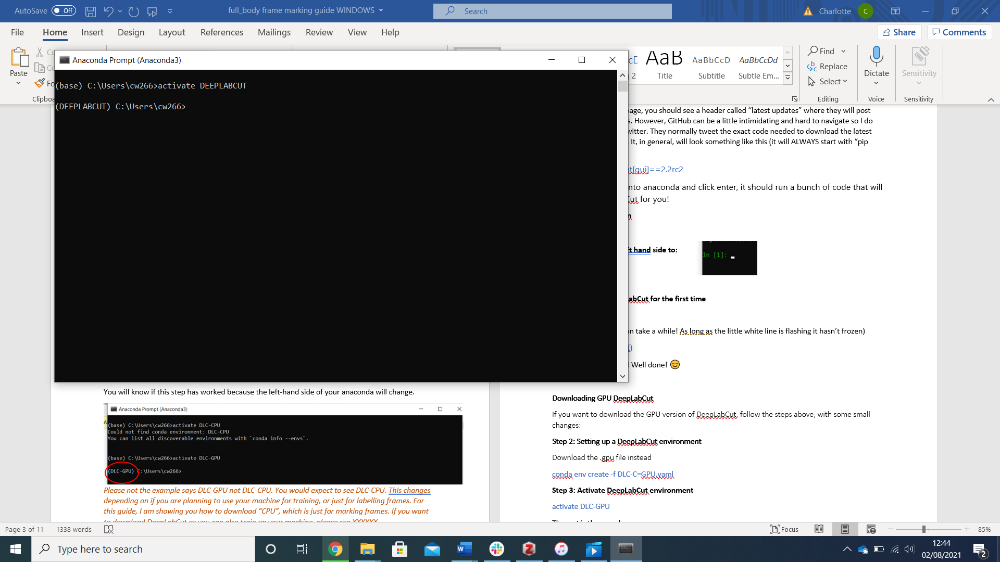 AutoSave Off
full_body frame marking guide WINDOWS
Search
Charlotte C
File Home Insert Design Layout References Mailings Review View Help
Share Comments
Paste
Clipboa
Anaconda Prompt (Anaconda3)
(base) C:\Users\cw266>activate DEEPLABCUT
(DEEPLABCUT) C:\Users\cw266>
AaB AaBbCcD AaBbCcDd
g 2 Title Subtitle Subtle Em...
Find
Replace
Select
Editing
Dictate
Voice
Sensitivity
Sensitivity
page, you should see a header called “latest updates” where they will post
s. However, GitHub can be a little intimidating and hard to navigate so I do
witter. They normally tweet the exact code needed to download the latest
It, in general, will look something like this (it will ALWAYS start with “pip
t[gui]==2.2rc2
nto anaconda and click enter, it should run a bunch of code that will
Cut for you!
n
ft hand side to:
In [1]:
abCut for the first time
an take a while! As long as the little white line is flashing it hasn’t frozen)
()
! Well done! 😊
You will know if this step has worked because the left-hand side of your anaconda will change.
Anaconda Prompt (Anaconda3)
(base) C:\Users\cw266>activate DLC-CPU
Could not find conda environment: DLC-CPU
You can list all discoverable environments with `conda info --envs`.
(base) C:\Users\cw266>activate DLC-GPU
(DLC-GPU) C:\Users\cw266>
Please not the example says DLC-GPU not DLC-CPU. You would expect to see DLC-CPU. This changes
depending on if you are planning to use your machine for training, or just for labelling frames. For
this guide, I am showing you how to download “CPU”, which is just for marking frames. If you want
to download DeepLabCut so you can also train on your machine, please see XXXXXX
Downloading GPU DeepLabCut
If you want to download the GPU version of DeepLabCut, follow the steps above, with some small
changes:
Step 2: Setting up a DeepLabCut environment
Download the .gpu file instead
conda env create -f DLC-C=GPU.yaml
Step 3: Activate DeepLabCut environment
activate DLC-GPU
Page 3 of 11 1338 words
Focus
85%
Type here to search
12:44
02/08/2021
2